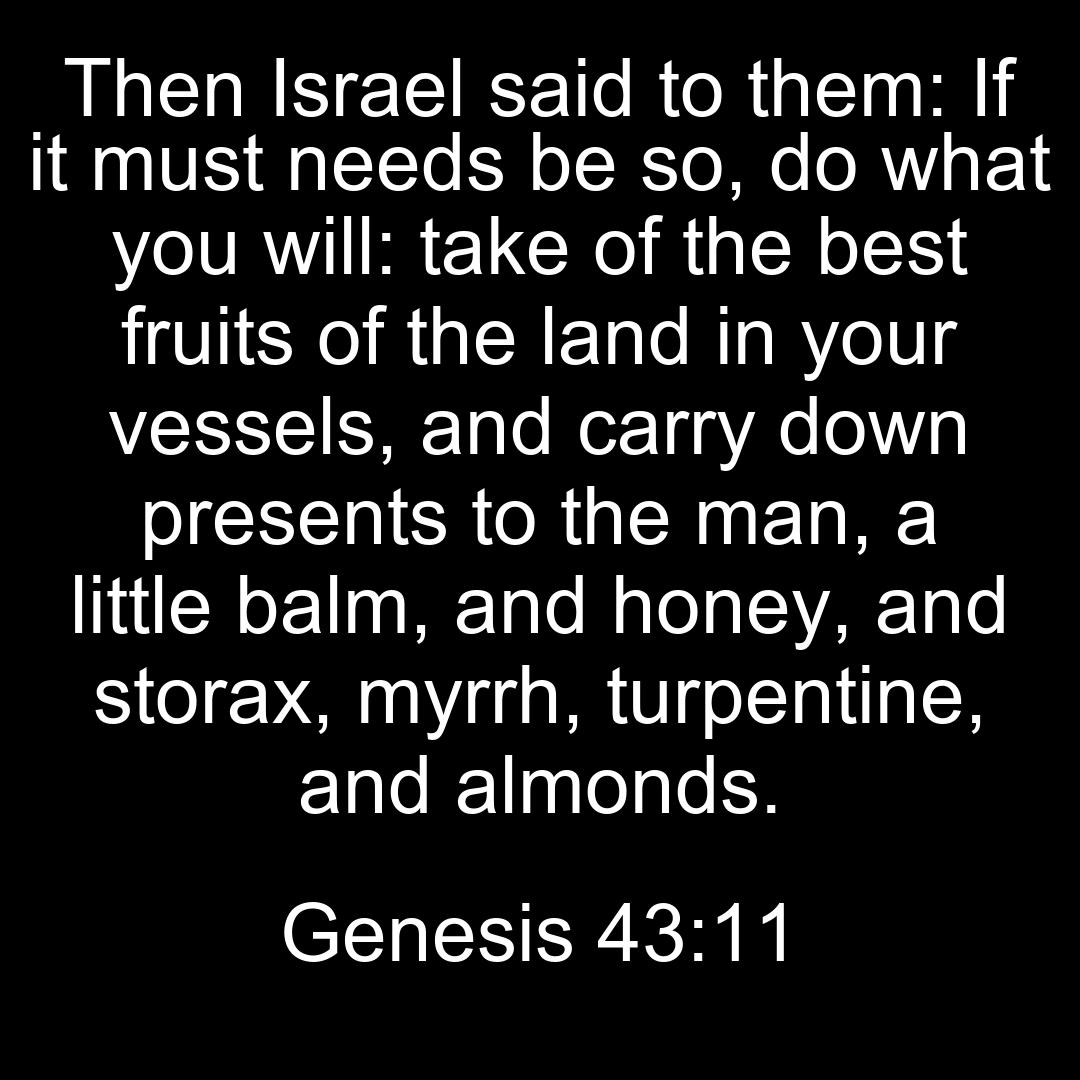 Then Israel said to them: If
it must needs be so, do what
you will: take of the best
fruits of the land in your
vessels, and carry down
presents to the man, a
little balm, and honey, and
storax, myrrh, turpentine,
and almonds.
Genesis 43:11